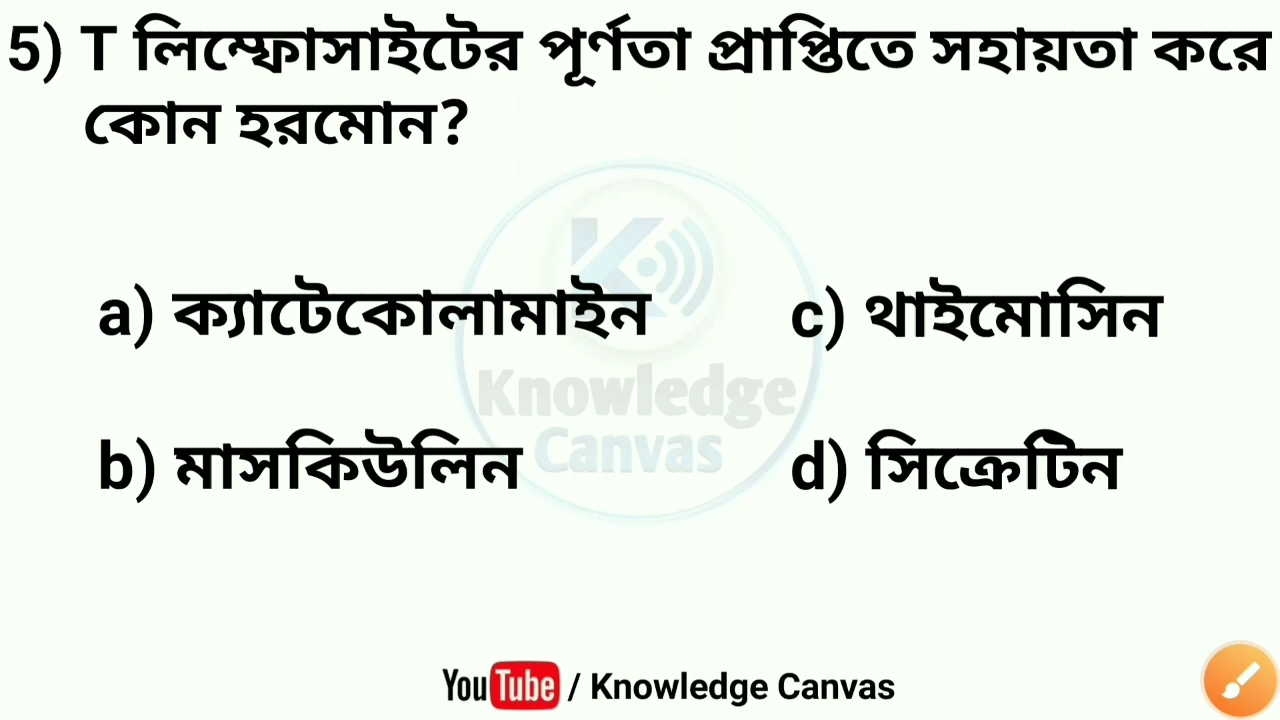 5) T লিম্ফোসাইটের পূর্ণতা প্রাপ্তিতে সহায়তা করে
কোন হরমোন?
a) ক্যাটেকোলামাইন
c) থাইমোসিন
Knowledge
Canvas
b) মাসকিউলিন
d) সিক্রেটিন
YouTube / Knowledge Canvas